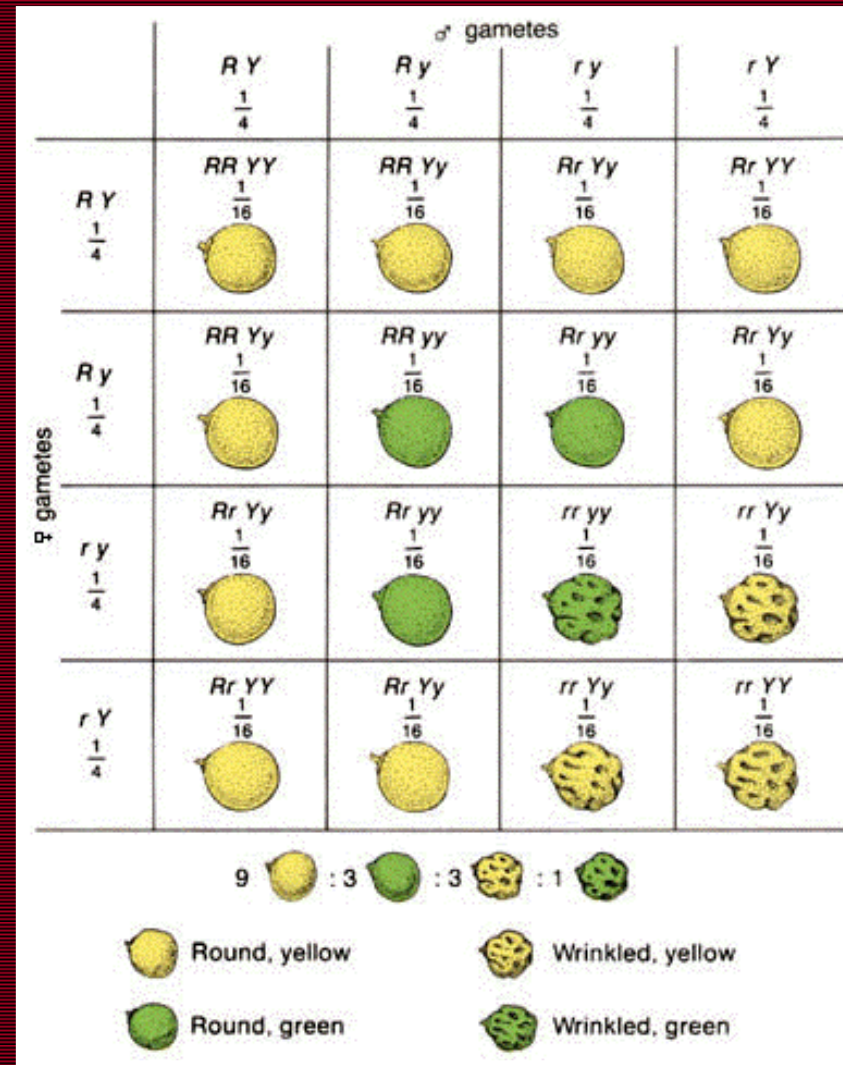 ♂ gametes
R Y R y r y r Y
1/4 1/4 1/4 1/4
R Y
1/4
RR YY RR Yy Rr Yy Rr YY
1/16 1/16 1/16 1/16
R y
1/4
RR Yy RR yy Rr yy Rr Yy
1/16 1/16 1/16 1/16
♀ gametes
r y
1/4
Rr Yy Rr yy rr yy rr Yy
1/16 1/16 1/16 1/16
r Y
1/4
Rr YY Rr Yy rr Yy rr YY
1/16 1/16 1/16 1/16
9 : 3 : 3 : 1
Round, yellow Wrinkled, yellow
Round, green Wrinkled, green